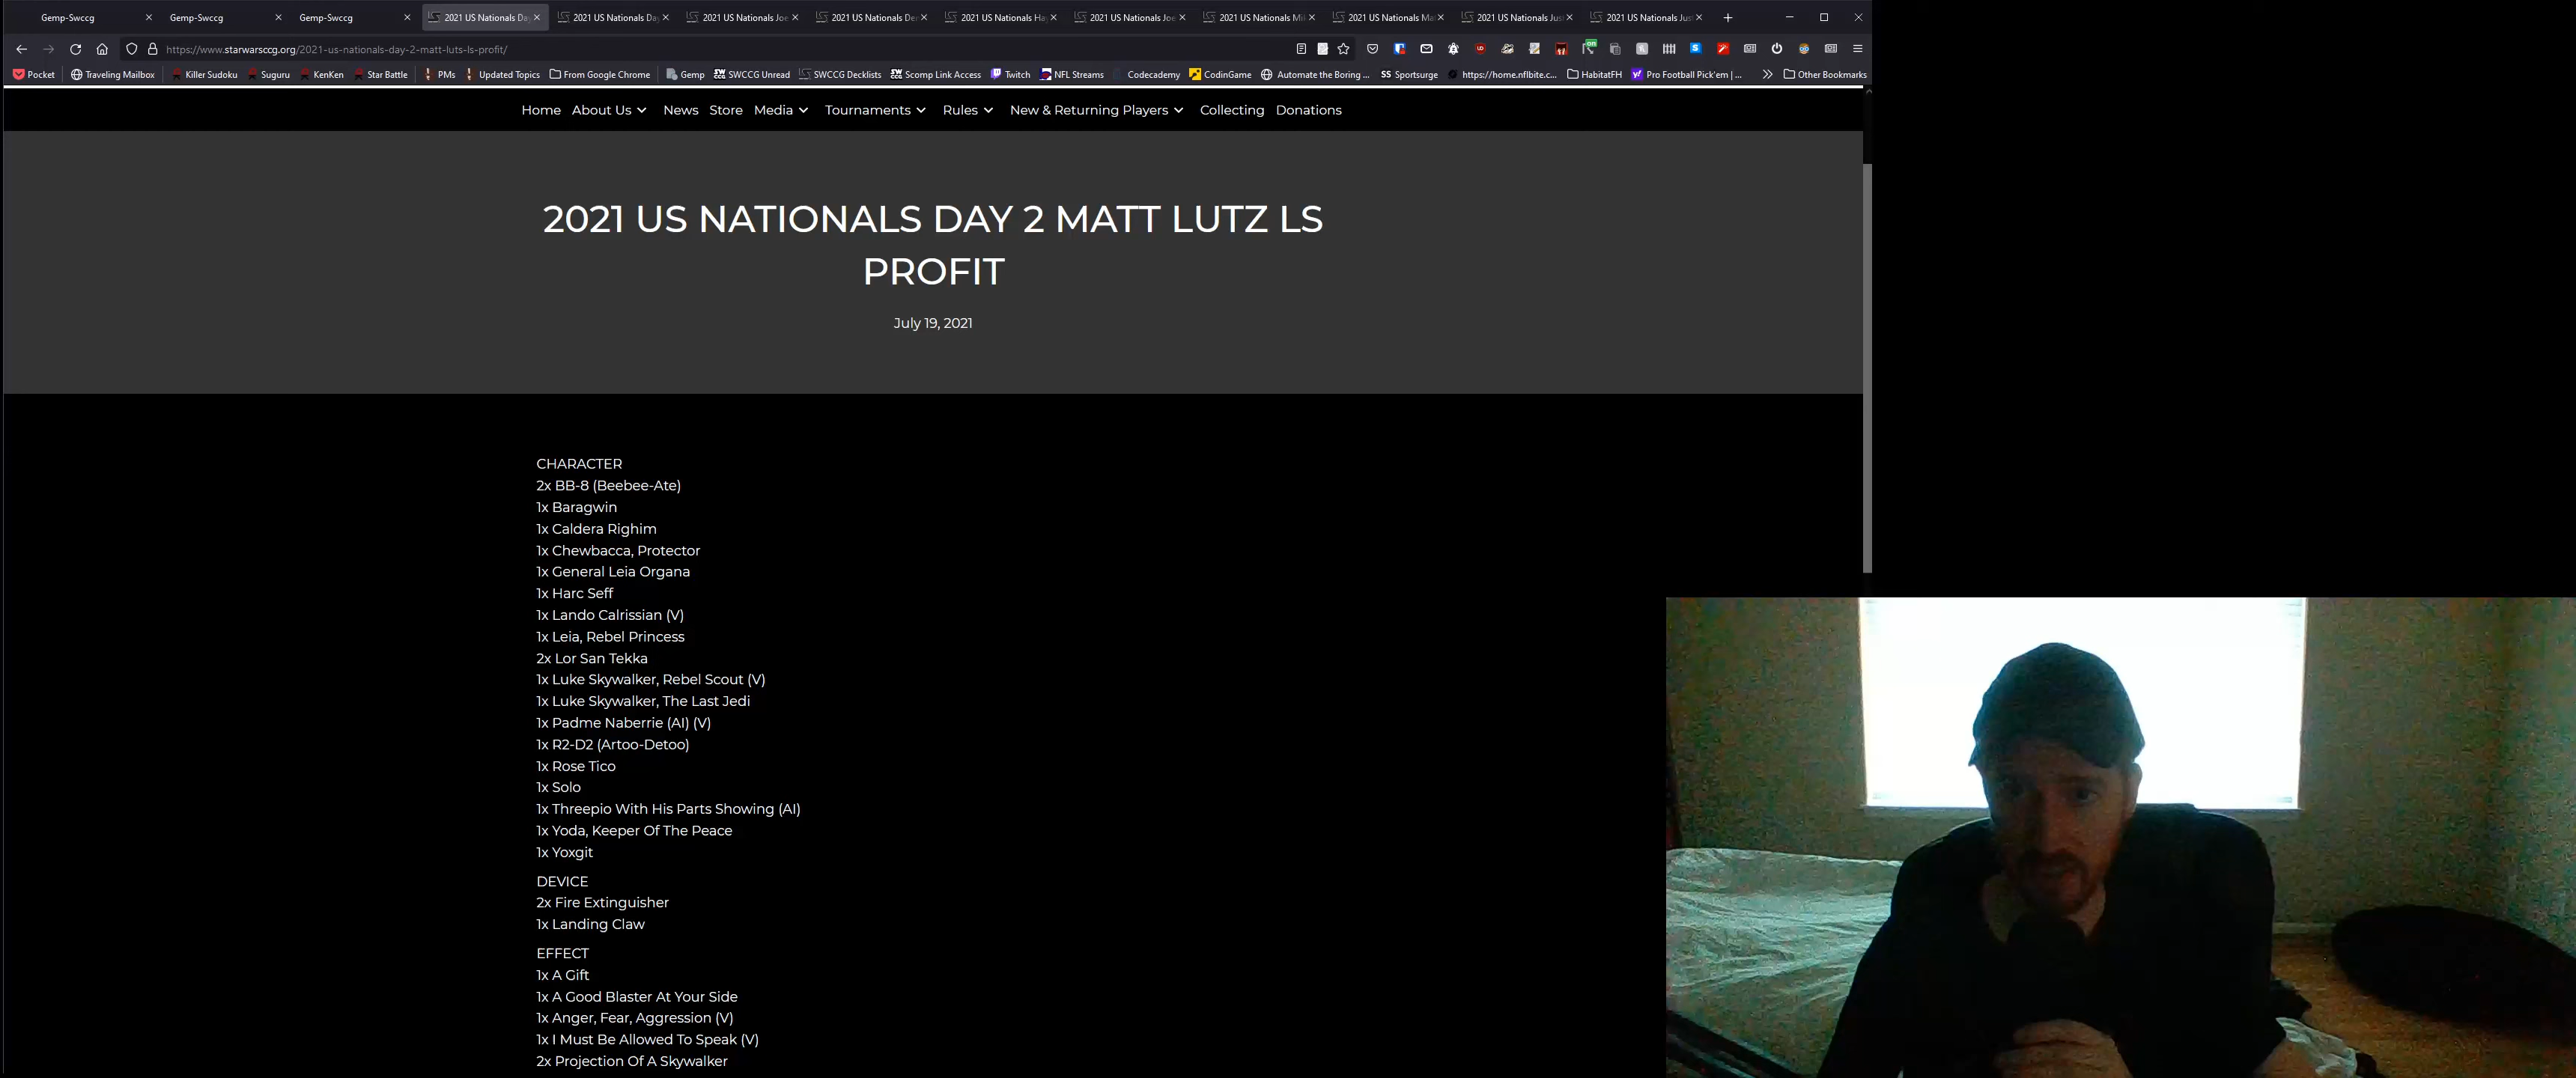 Gemp-Swccg
Gemp-Swccg
Gemp-Swccg
2021 US Nationals Da
2021 US Nationals Da
2021 US Nationals Joe
2021 US Nationals Der
2021 US Nationals Ha
2021 US Nationals Joe
2021 US Nationals Mi
2021 US Nationals Ma
2021 US Nationals Jus
2021 US Nationals Jus
https://www.starwarsccg.org/2021-us-nationals-day-2-matt-luts-ls-profit/
on
Pocket
Traveling Mailbox
Killer Sudoku
Suguru
KenKen
Star Battle
PMs
Updated Topics
From Google Chrome
Gemp
SWCCG Unread
SWCCG Decklists
Scomp Link Access
Twitch
NFL Streams
Codecademy
CodinGame
Automate the Boring ...
SS Sportsurge
https://home.nflbite.c...
HabitatFH
Pro Football Pick'em | ...
Other Bookmarks
Home About Us News Store Media Tournaments Rules New & Returning Players Collecting Donations
2021 US NATIONALS DAY 2 MATT LUTZ LS
PROFIT
July 19, 2021
CHARACTER
2x BB-8 (Beebee-Ate)
1x Baragwin
1x Caldera Righim
1x Chewbacca, Protector
1x General Leia Organa
1x Harc Seff
1x Lando Calrissian (V)
1x Leia, Rebel Princess
2x Lor San Tekka
1x Luke Skywalker, Rebel Scout (V)
1x Luke Skywalker, The Last Jedi
1x Padme Naberrie (AI) (V)
1x R2-D2 (Artoo-Detoo)
1x Rose Tico
1x Solo
1x Threepio With His Parts Showing (AI)
1x Yoda, Keeper Of The Peace
1x Yoxgit
DEVICE
2x Fire Extinguisher
1x Landing Claw
EFFECT
1x A Gift
1x A Good Blaster At Your Side
1x Anger, Fear, Aggression (V)
1x I Must Be Allowed To Speak (V)
2x Projection Of A Skywalker